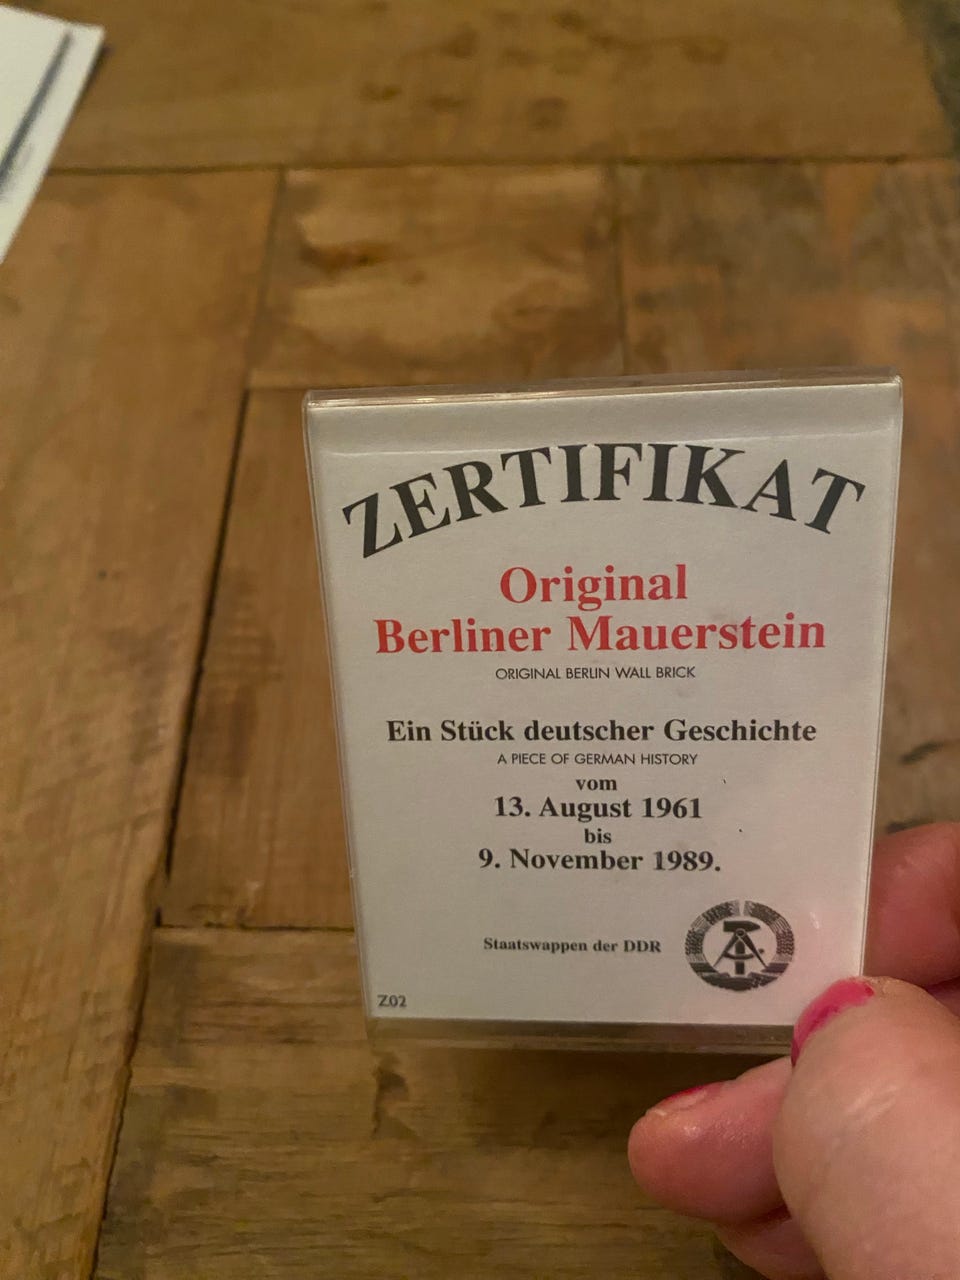 ZERTIFIKAT
Original
Berliner Mauerstein
ORIGINAL BERLIN WALL BRICK
Ein Stück deutscher Geschichte
A PIECE OF GERMAN HISTORY
vom
13. August 1961
bis
9. November 1989.
Staatswappen der DDR
Z02